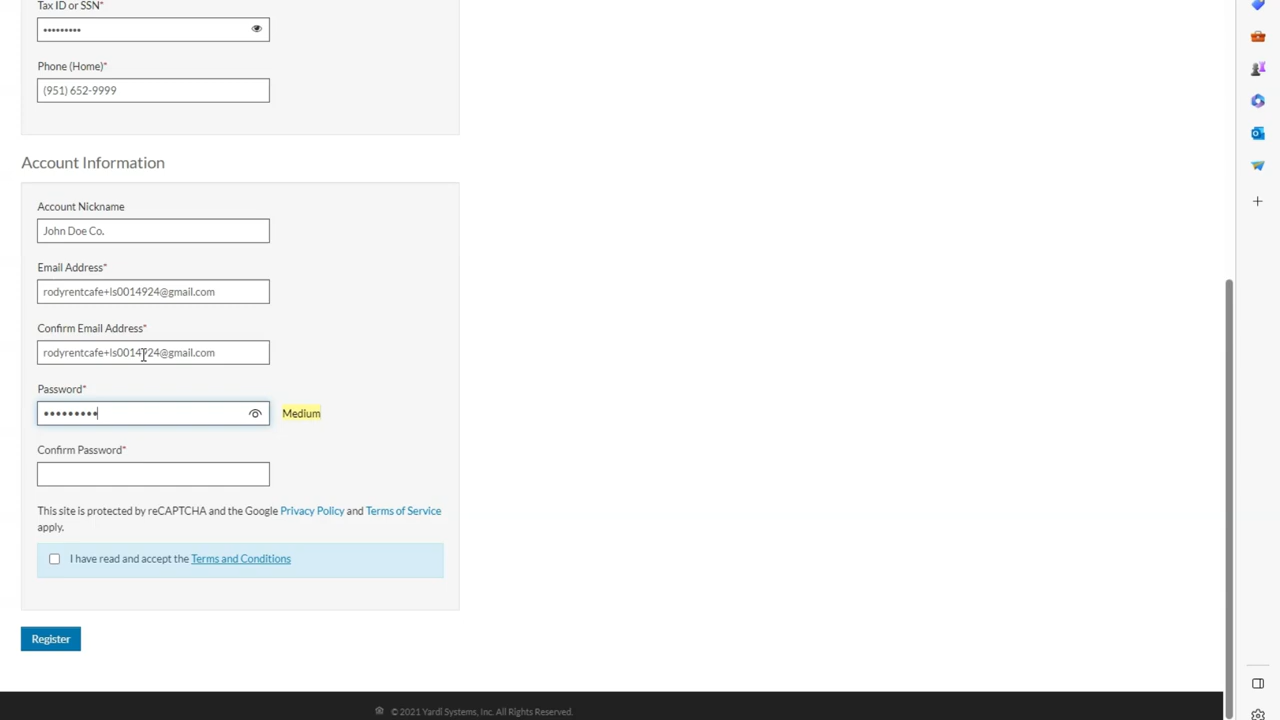 Tax ID or SSN*
•••••••••
Phone (Home)*
(951) 652-9999
Account Information
Account Nickname
John Doe Co.
Email Address*
rodyrentcafe+ls0014924@gmail.com
Confirm Email Address*
rodyrentcafe+ls0014924@gmail.com
Password*
••••••••• Medium
Confirm Password*
This site is protected by reCAPTCHA and the Google Privacy Policy and Terms of Service
apply.
I have read and accept the Terms and Conditions
Register
© 2021 Yardi Systems, Inc. All Rights Reserved.